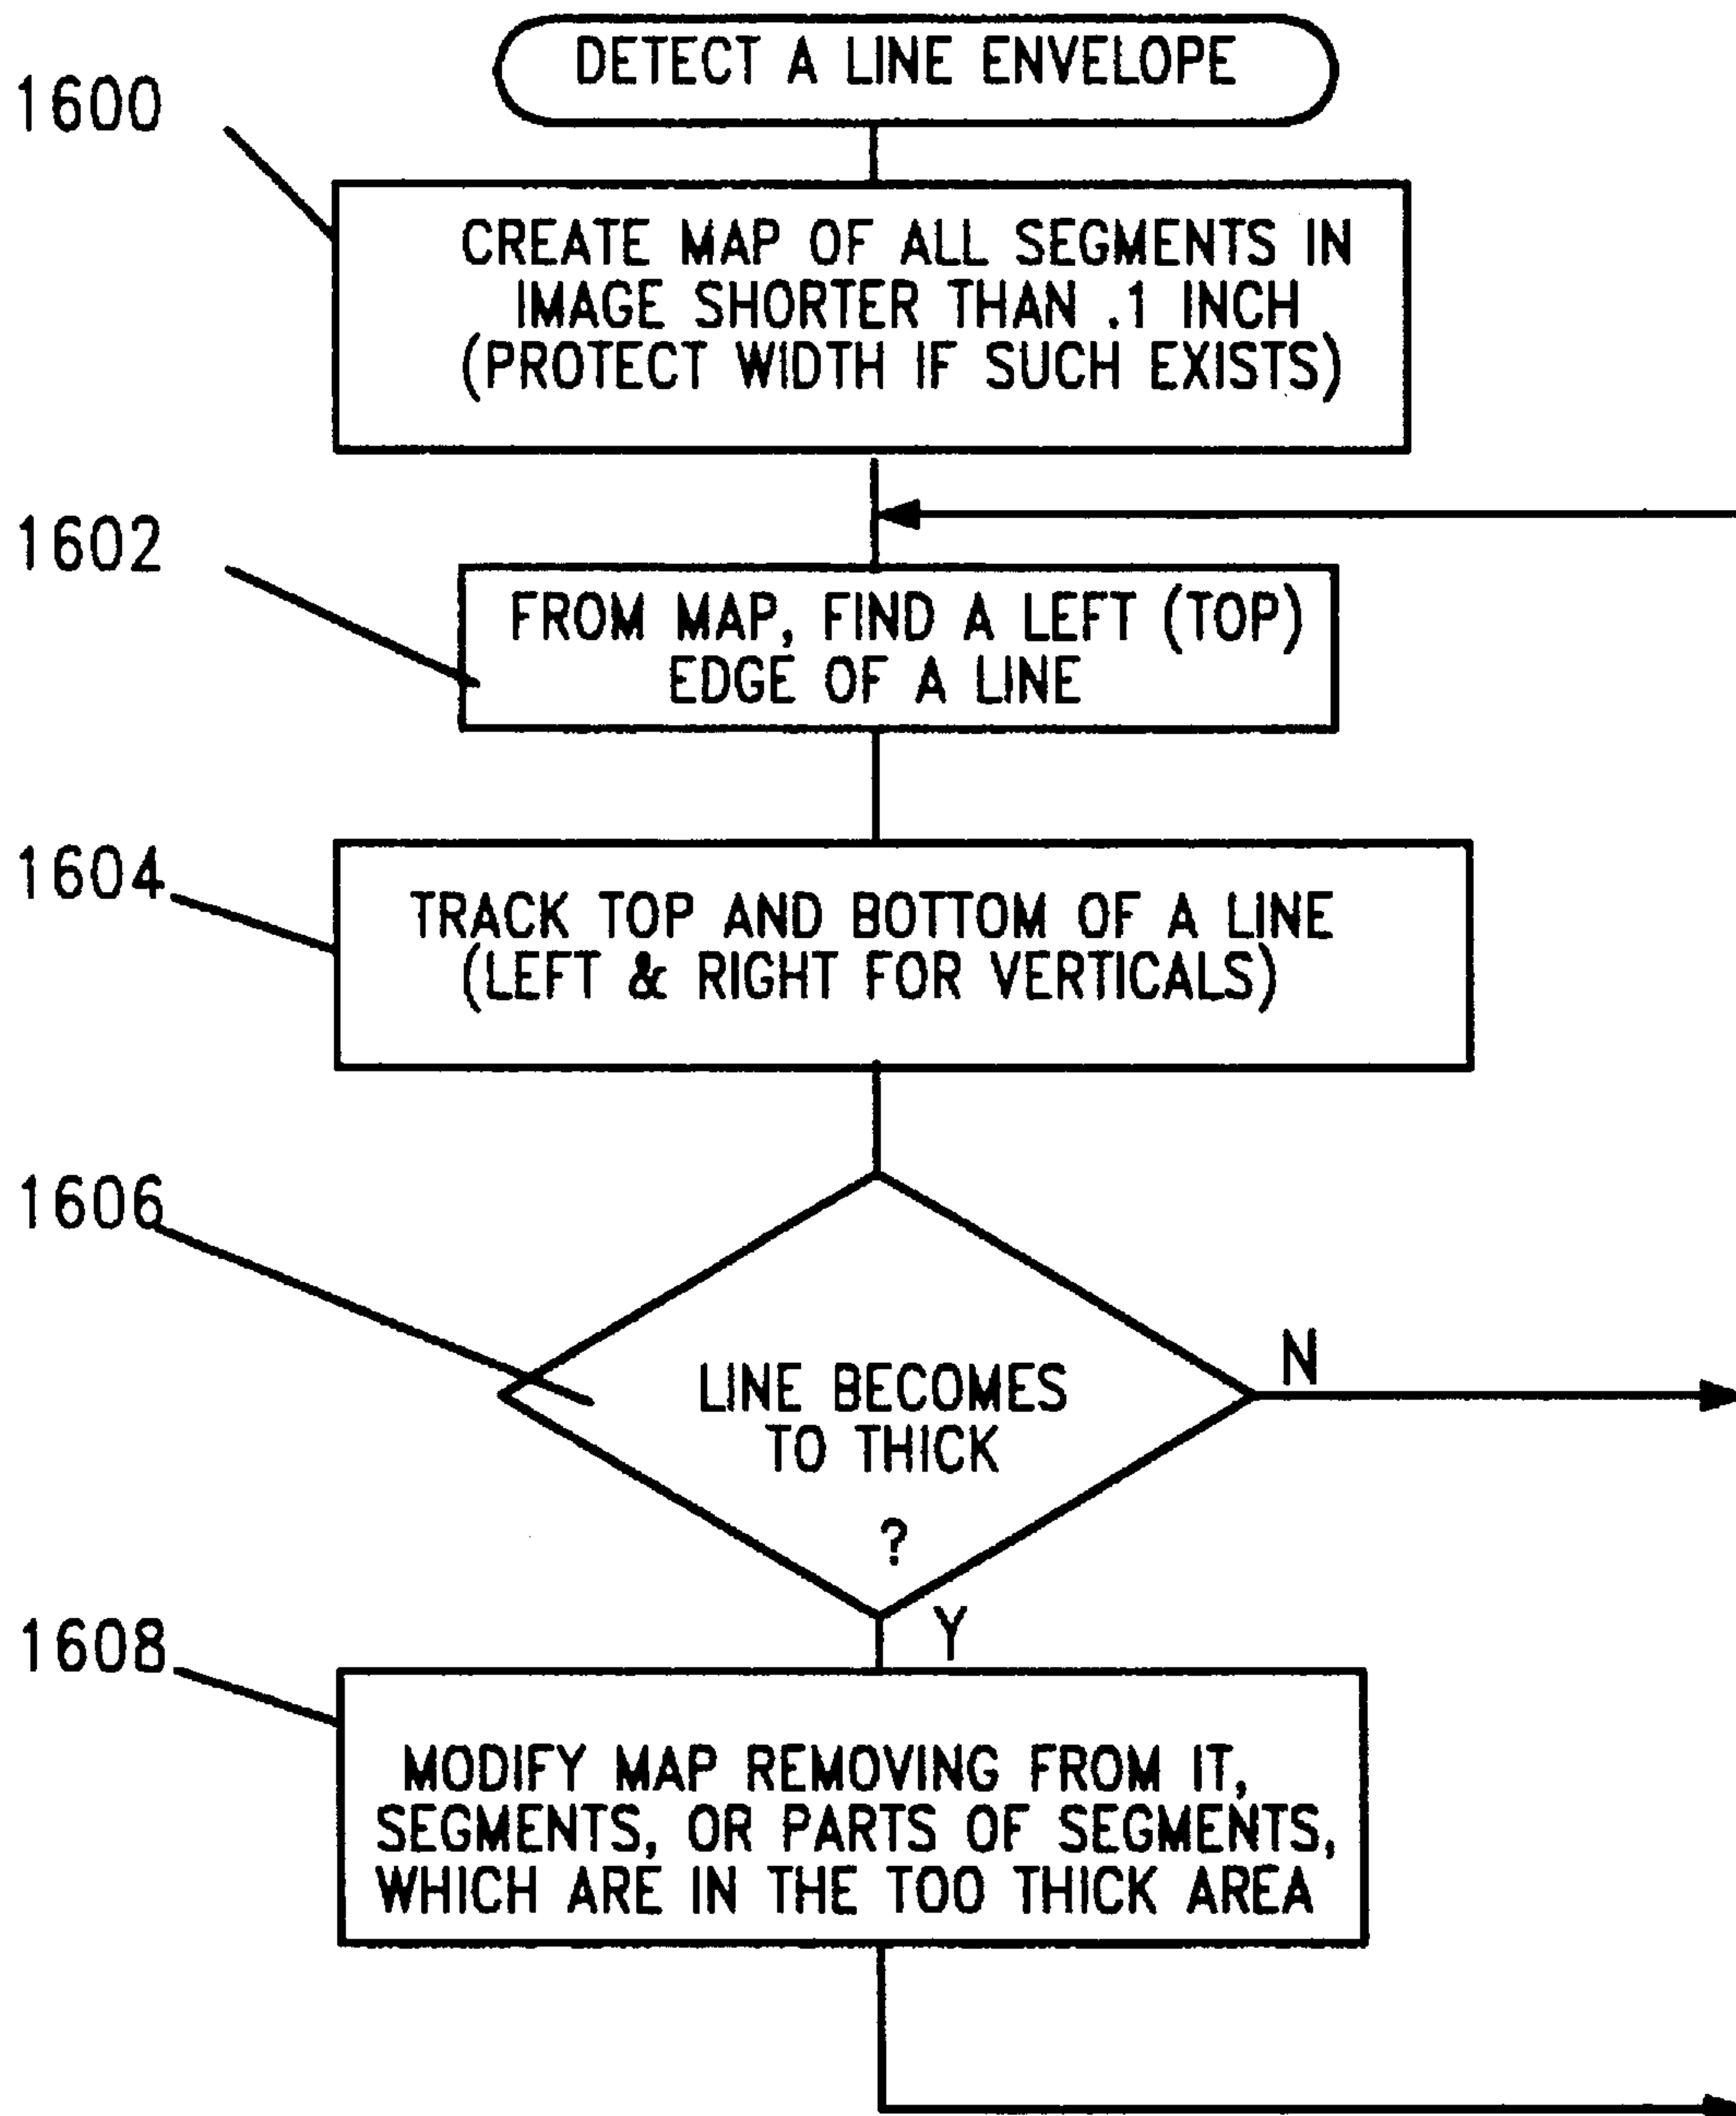 DETECT A LINE ENVELOPE
1600
CREATE MAP OF ALL SEGMENTS IN
IMAGE SHORTER THAN .1 INCH
(PROTECT WIDTH IF SUCH EXISTS)
1602
FROM MAP, FIND A LEFT (TOP)
EDGE OF A LINE
1604
TRACK TOP AND BOTTOM OF A LINE
(LEFT & RIGHT FOR VERTICALS)
1606
LINE BECOMES
TO THICK
?
N
Y
1608
MODIFY MAP REMOVING FROM IT,
SEGMENTS, OR PARTS OF SEGMENTS,
WHICH ARE IN THE TOO THICK AREA